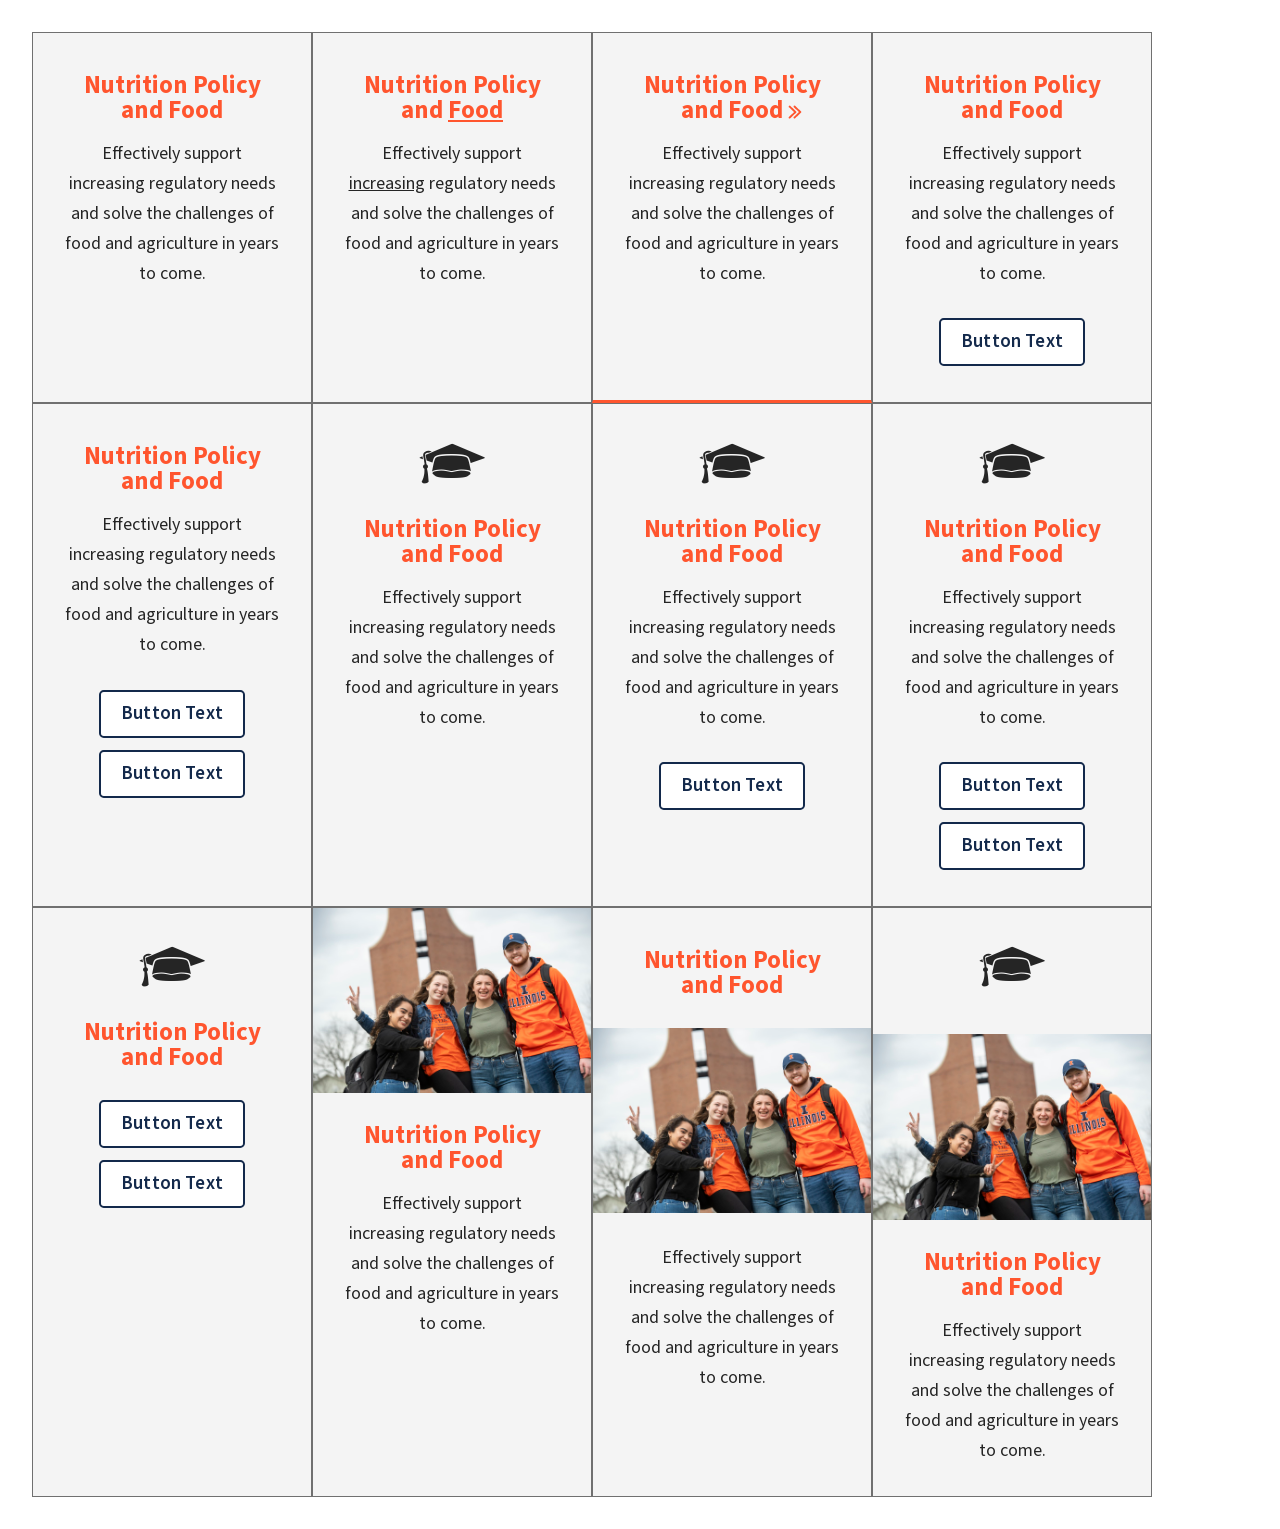 Nutrition Policy
and Food
Effectively support
increasing regulatory needs
and solve the challenges of
food and agriculture in years
to come.
Nutrition Policy
and Food
Effectively support
increasing regulatory needs
and solve the challenges of
food and agriculture in years
to come.
Nutrition Policy
and Food »
Effectively support
increasing regulatory needs
and solve the challenges of
food and agriculture in years
to come.
Nutrition Policy
and Food
Effectively support
increasing regulatory needs
and solve the challenges of
food and agriculture in years
to come.
Button Text
Nutrition Policy
and Food
Effectively support
increasing regulatory needs
and solve the challenges of
food and agriculture in years
to come.
Button Text
Button Text
Nutrition Policy
and Food
Effectively support
increasing regulatory needs
and solve the challenges of
food and agriculture in years
to come.
Nutrition Policy
and Food
Effectively support
increasing regulatory needs
and solve the challenges of
food and agriculture in years
to come.
Button Text
Nutrition Policy
and Food
Effectively support
increasing regulatory needs
and solve the challenges of
food and agriculture in years
to come.
Button Text
Button Text
Nutrition Policy
and Food
Button Text
Button Text
I
ILLINOIS
Nutrition Policy
and Food
Effectively support
increasing regulatory needs
and solve the challenges of
food and agriculture in years
to come.
Nutrition Policy
and Food
I
ILLINOIS
Effectively support
increasing regulatory needs
and solve the challenges of
food and agriculture in years
to come.
I
ILLINOIS
Nutrition Policy
and Food
Effectively support
increasing regulatory needs
and solve the challenges of
food and agriculture in years
to come.